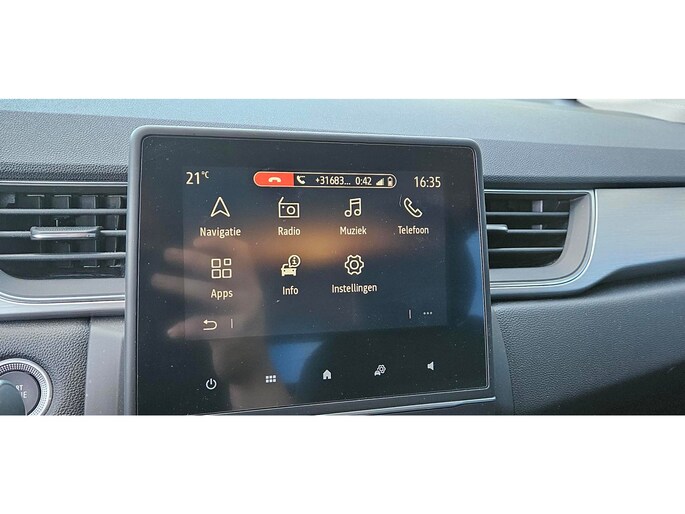 21°C +31683... 0:42 16:35
Navigatie Radio Muziek Telefoon
Apps Info Instellingen